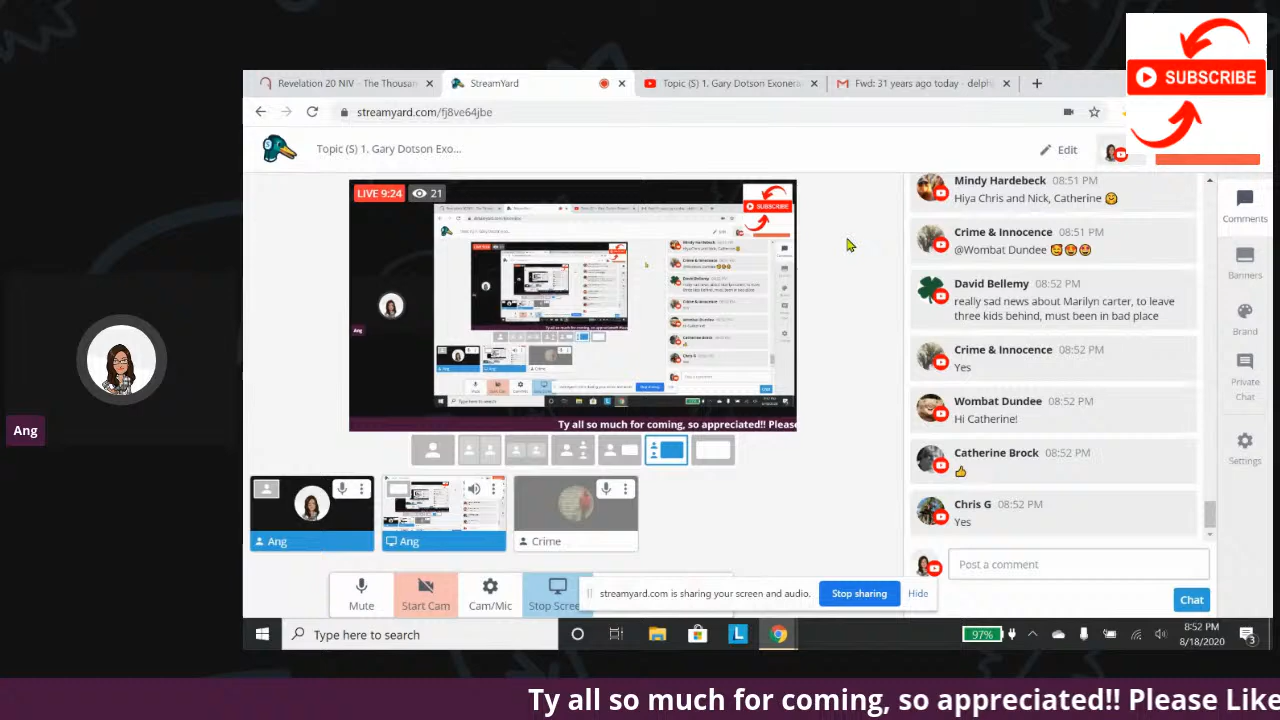 SUBSCRIBE
Revelation 20 NIV - The Thousan
StreamYard
Topic (S) 1. Gary Dotson Exonera
Fwd: 31 years ago today - delph
streamyard.com/fj8ve64jbe
Topic (S) 1. Gary Dotson Exo...
Edit
LIVE 9:24
21
SUBSCRIBE
Ang
Ty all so much for coming, so appreciated!! Please
Ang
Ang
Crime
Mute
Start Cam
Cam/Mic
Stop Scree
streamyard.com is sharing your screen and audio.
Stop sharing
Hide
Mindy Hardebeck 08:51 PM
Hiya Chris and Nick, Catherine
Crime & Innocence 08:51 PM
@Wombat Dundee
David Bellerny 08:52 PM
really sad news about Marilyn carter, to leave
three kids behind, must been in bad place
Crime & Innocence 08:52 PM
Yes
Wombat Dundee 08:52 PM
Hi Catherine!
Catherine Brock 08:52 PM
👍
Chris G 08:52 PM
Yes
Post a comment
Chat
Comments
Banners
Brand
Private
Chat
Settings
Ang
Type here to search
L
97%
8:52 PM
8/18/2020
3
Ty all so much for coming, so appreciated!! Please Like